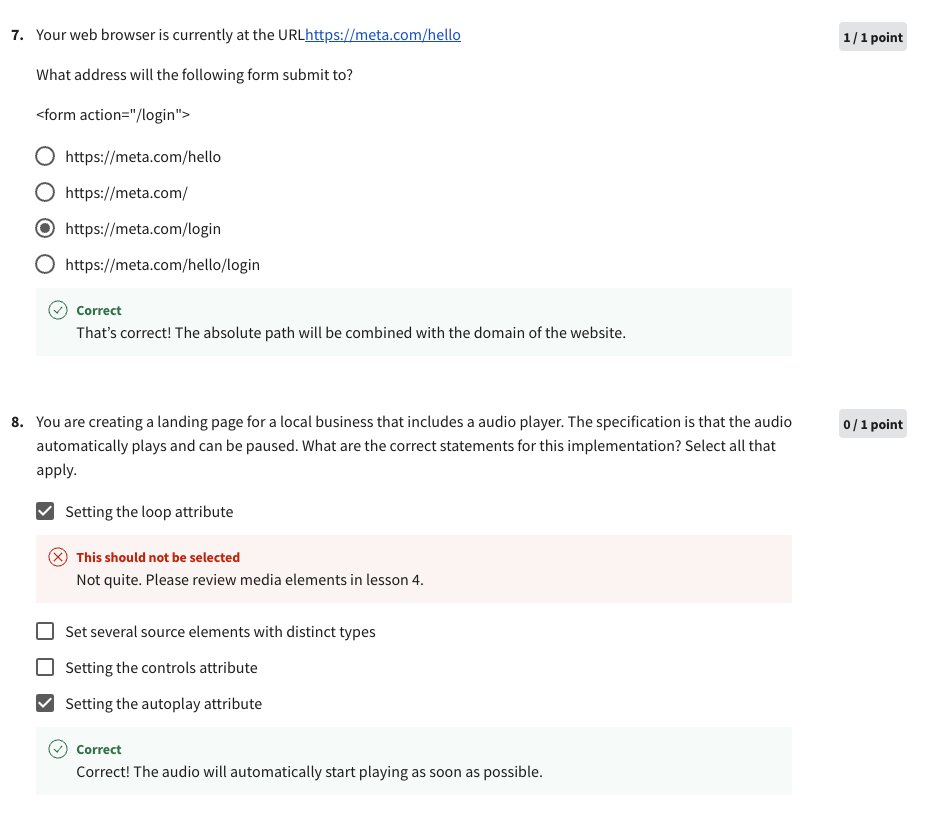 7. Your web browser is currently at the URLhttps://meta.com/hello
1 / 1 point
What address will the following form submit to?
<form action="/login">
https://meta.com/hello
https://meta.com/
https://meta.com/login
https://meta.com/hello/login
Correct
That’s correct! The absolute path will be combined with the domain of the website.
8. You are creating a landing page for a local business that includes a audio player. The specification is that the audio
0 / 1 point
automatically plays and can be paused. What are the correct statements for this implementation? Select all that
apply.
Setting the loop attribute
This should not be selected
Not quite. Please review media elements in lesson 4.
Set several source elements with distinct types
Setting the controls attribute
Setting the autoplay attribute
Correct
Correct! The audio will automatically start playing as soon as possible.